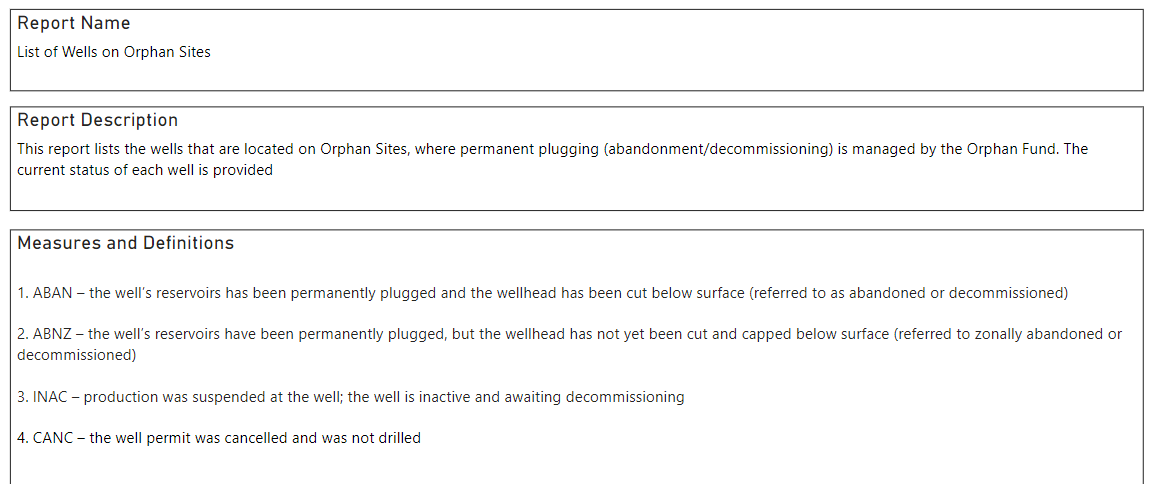 Report Name
List of Wells on Orphan Sites
Report Description
This report lists the wells that are located on Orphan Sites, where permanent plugging (abandonment/decommissioning) is managed by the Orphan Fund. The
current status of each well is provided
Measures and Definitions
1. ABAN – the well’s reservoirs has been permanently plugged and the wellhead has been cut below surface (referred to as abandoned or decommissioned)
2. ABNZ – the well’s reservoirs have been permanently plugged, but the wellhead has not yet been cut and capped below surface (referred to zonally abandoned or
decommissioned)
3. INAC – production was suspended at the well; the well is inactive and awaiting decommissioning
4. CANC – the well permit was cancelled and was not drilled